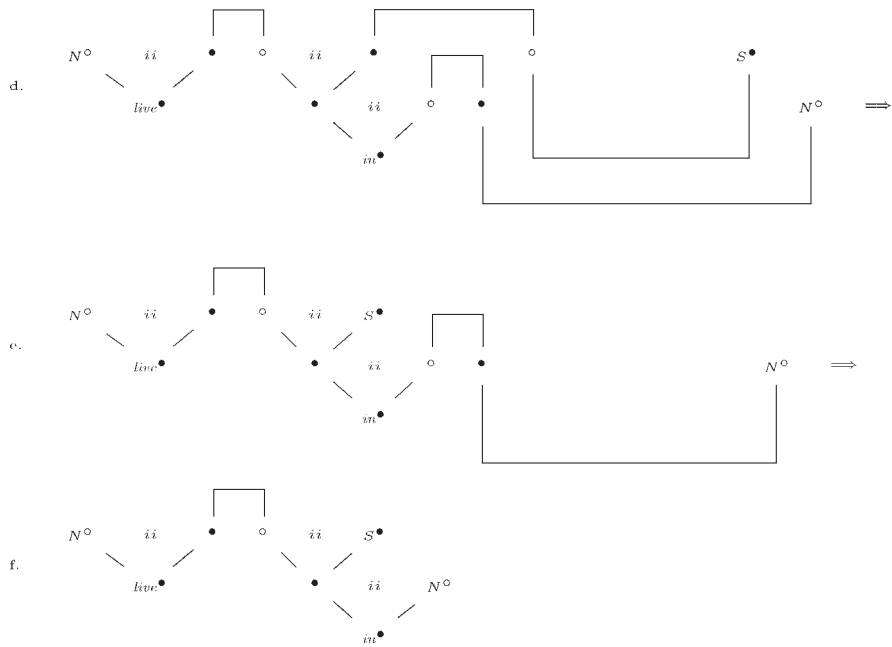 N○ ii ● ○ ii ● ○ S●
d. live● ● ii ○ ● N○ ⟹
in●
N○ ii ● ○ ii S●
e. live● ● ii ○ ● N○ ⟹
in●
N○ ii ● ○ ii S●
f. live● ● ii N○
in●